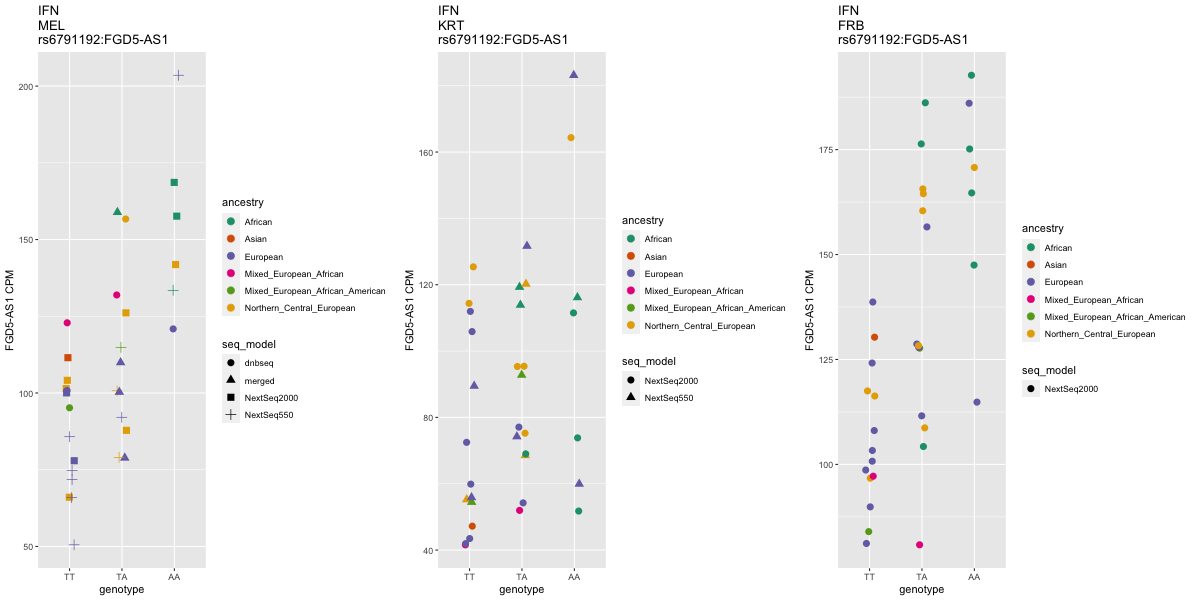 IFN
MEL
rs6791192:FGD5-AS1
FGD5-AS1 CPM
200
150
100
50
TT
TA
AA
genotype
ancestry
African
Asian
European
Mixed_European_African
Mixed_European_African_American
Northern_Central_European
seq_model
dnbseq
merged
NextSeq2000
NextSeq550
IFN
KRT
rs6791192:FGD5-AS1
FGD5-AS1 CPM
160
120
80
40
TT
TA
AA
genotype
ancestry
African
Asian
European
Mixed_European_African
Mixed_European_African_American
Northern_Central_European
seq_model
NextSeq2000
NextSeq550
IFN
FRB
rs6791192:FGD5-AS1
FGD5-AS1 CPM
175
150
125
100
TT
TA
AA
genotype
ancestry
African
Asian
European
Mixed_European_African
Mixed_European_African_American
Northern_Central_European
seq_model
NextSeq2000